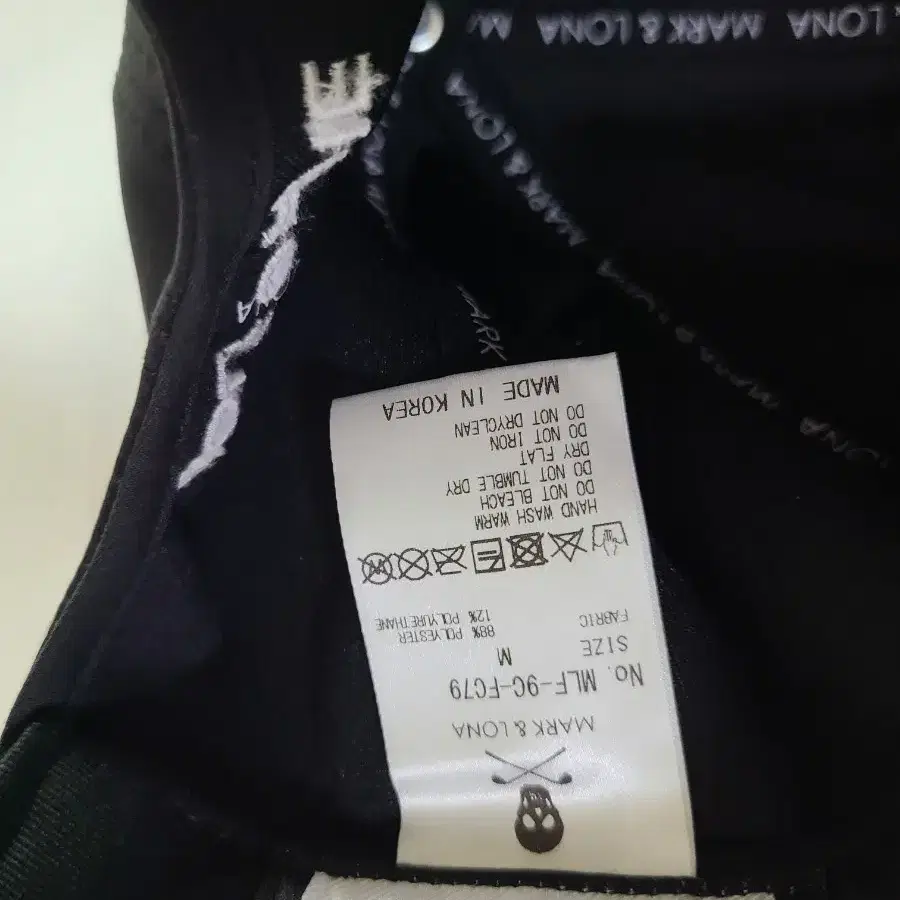 MARK & LONA
No. MLF-9C-FC79
SIZE M
FABRIC 88% POLYESTER
12% POLYURETHANE
HAND WASH WARM
DO NOT BLEACH
DO NOT TUMBLE DRY
DRY FLAT
DO NOT IRON
DO NOT DRYCLEAN
MADE IN KOREA
LONA MARK & LONA
MARK & LONA MARK & LONA
ARK